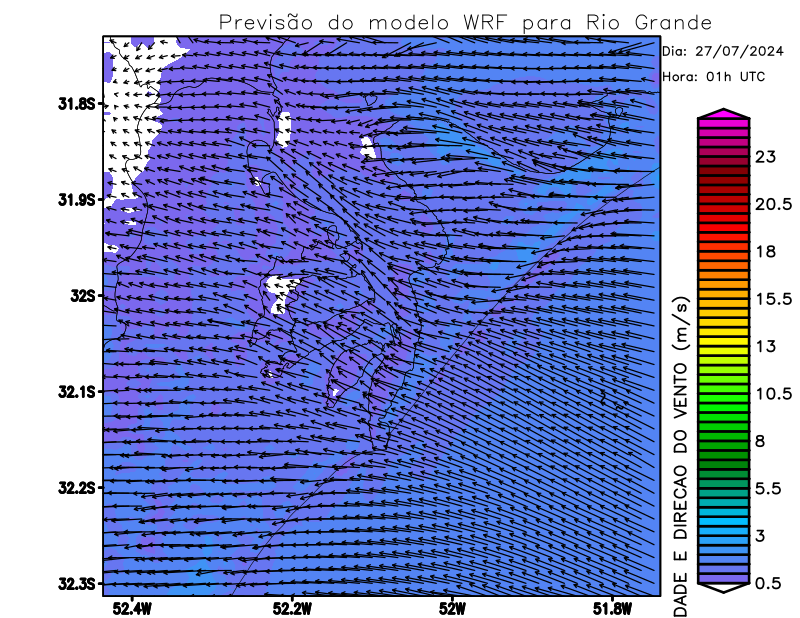 Previsão do modelo WRF para Rio Grande
Dia: 27/07/2024
Hora: 01h UTC
31.8S
31.9S
32S
32.1S
32.2S
32.3S
52.4W
52.2W
52W
51.8W
DADE E DIRECAO DO VENTO (m/s)
23
20.5
18
15.5
13
10.5
8
5.5
3
0.5